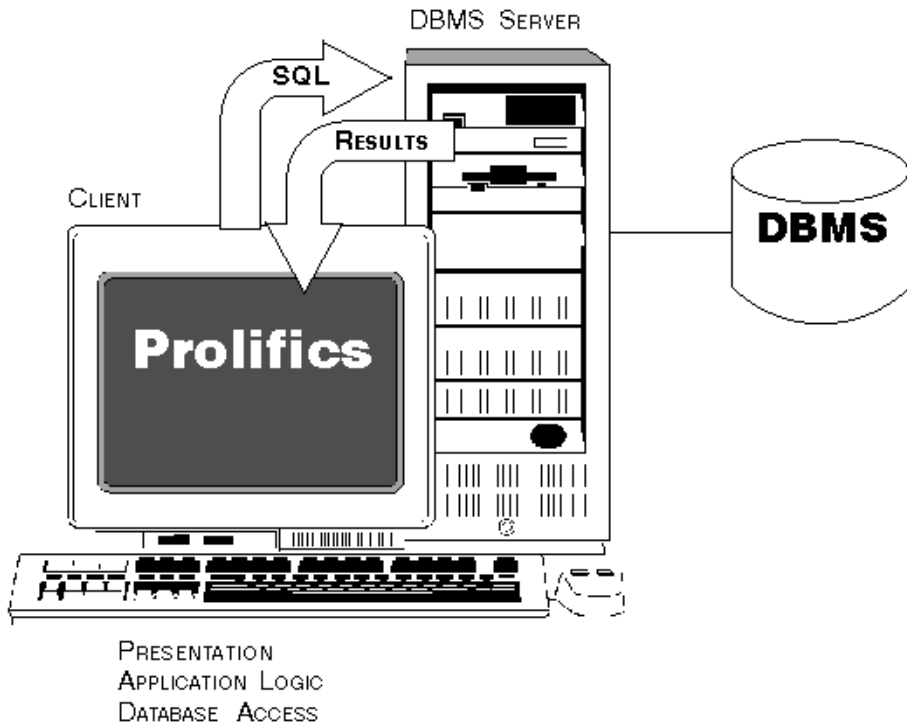 DBMS SERVER
SQL
RESULTS
CLIENT
DBMS
Prolifics
PRESENTATION
APPLICATION LOGIC
DATABASE ACCESS